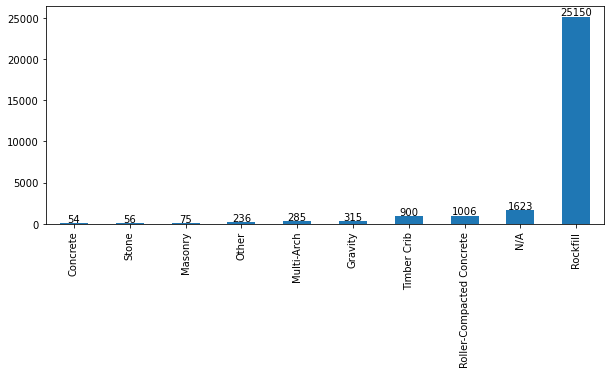 25000
20000
15000
10000
5000
0
54
56
75
236
285
315
900
1006
1623
25150
Concrete
Stone
Masonry
Other
Multi-Arch
Gravity
Timber Crib
Roller-Compacted Concrete
N/A
Rockfill